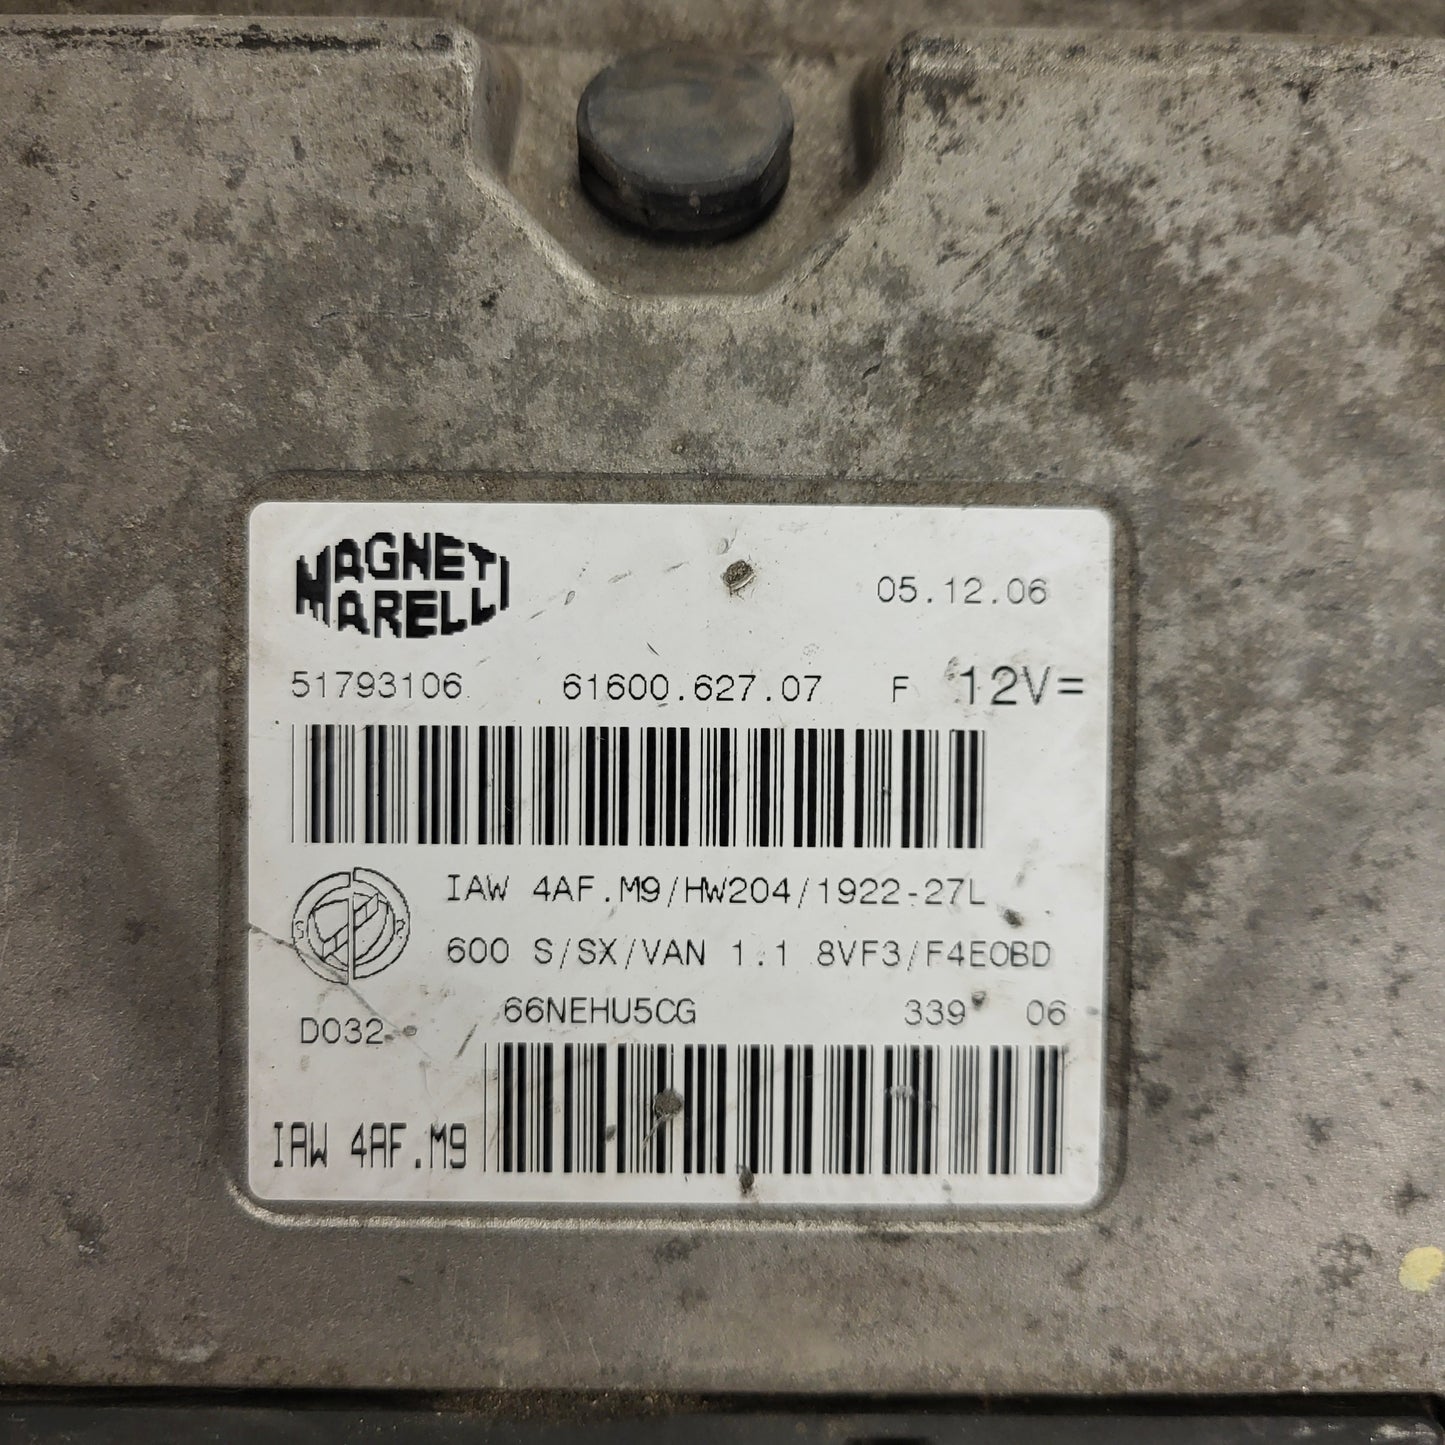 MAGNETI
MARELLI
05.12.06
51793106 61600.627.07 F 12V=
IAW 4AF.M9/HW204/1922-27L
600 S/SX/VAN 1.1 8VF3/F4EOBD
66NEHU5CG 339 06
D032
IAW 4AF.M9